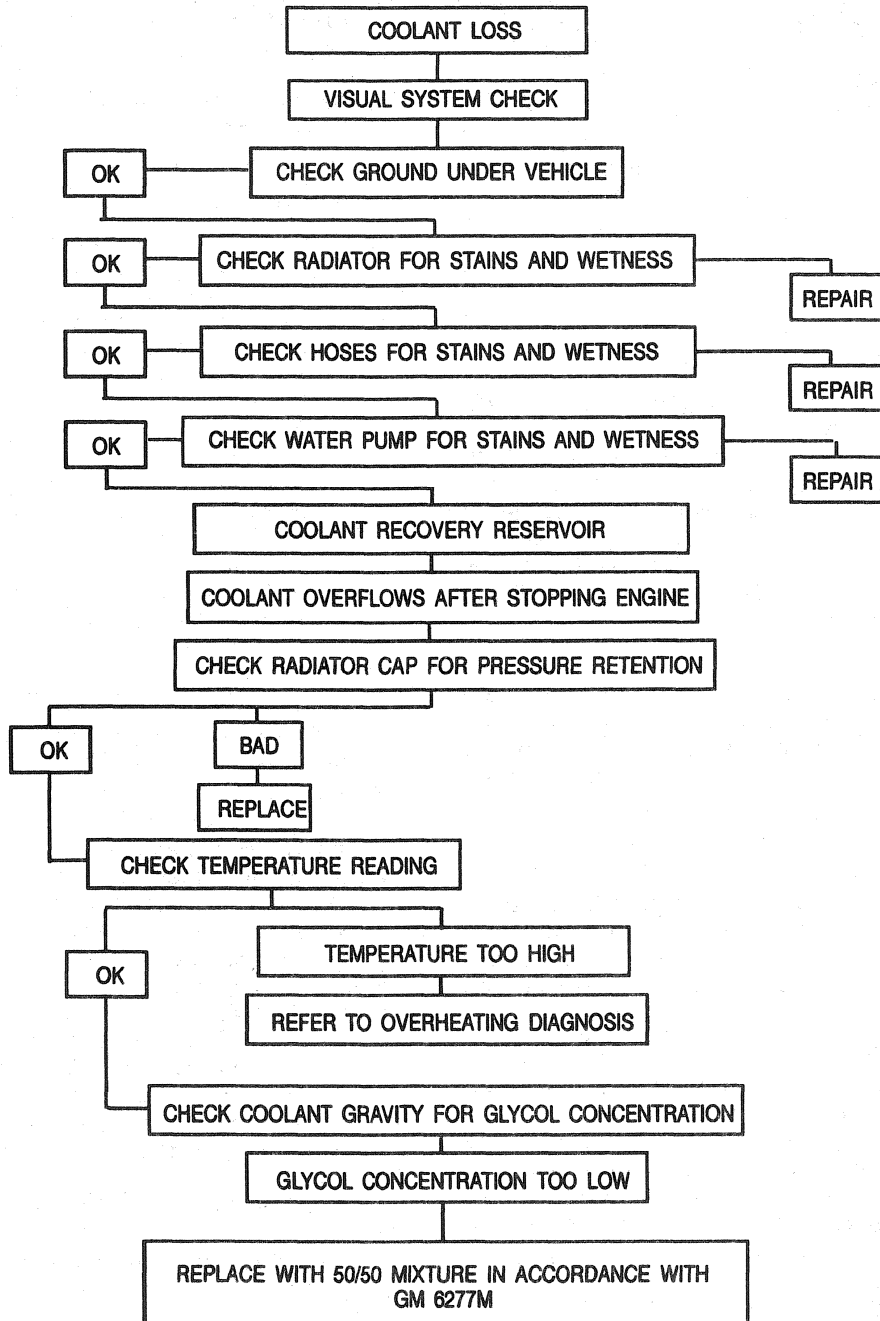 COOLANT LOSS
VISUAL SYSTEM CHECK
OK
CHECK GROUND UNDER VEHICLE
OK
CHECK RADIATOR FOR STAINS AND WETNESS
REPAIR
OK
CHECK HOSES FOR STAINS AND WETNESS
REPAIR
OK
CHECK WATER PUMP FOR STAINS AND WETNESS
REPAIR
COOLANT RECOVERY RESERVOIR
COOLANT OVERFLOWS AFTER STOPPING ENGINE
CHECK RADIATOR CAP FOR PRESSURE RETENTION
OK
BAD
REPLACE
CHECK TEMPERATURE READING
OK
TEMPERATURE TOO HIGH
REFER TO OVERHEATING DIAGNOSIS
CHECK COOLANT GRAVITY FOR GLYCOL CONCENTRATION
GLYCOL CONCENTRATION TOO LOW
REPLACE WITH 50/50 MIXTURE IN ACCORDANCE WITH
GM 6277M